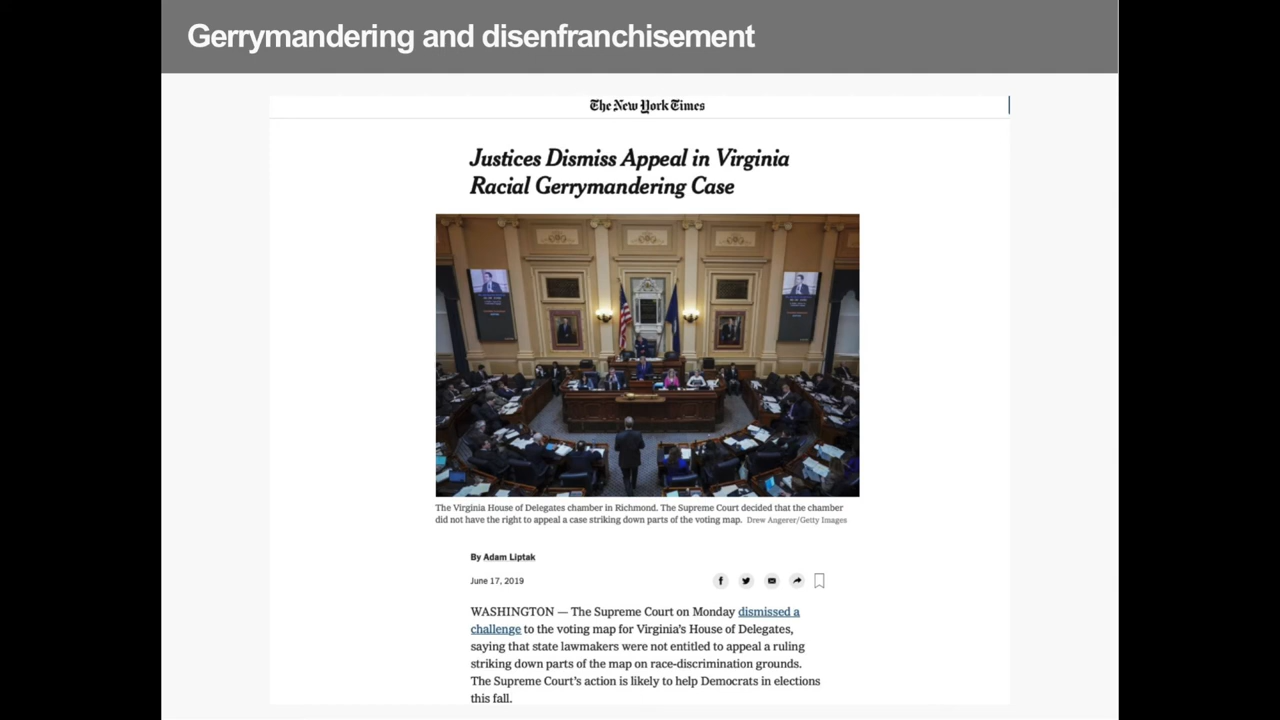 Gerrymandering and disenfranchisement
The New York Times
Justices Dismiss Appeal in Virginia
Racial Gerrymandering Case
The Virginia House of Delegates chamber in Richmond. The Supreme Court decided that the chamber
did not have the right to appeal a case striking down parts of the voting map. Drew Angerer/Getty Images
By Adam Liptak
June 17, 2019
WASHINGTON — The Supreme Court on Monday dismissed a
challenge to the voting map for Virginia's House of Delegates,
saying that state lawmakers were not entitled to appeal a ruling
striking down parts of the map on race-discrimination grounds.
The Supreme Court's action is likely to help Democrats in elections
this fall.